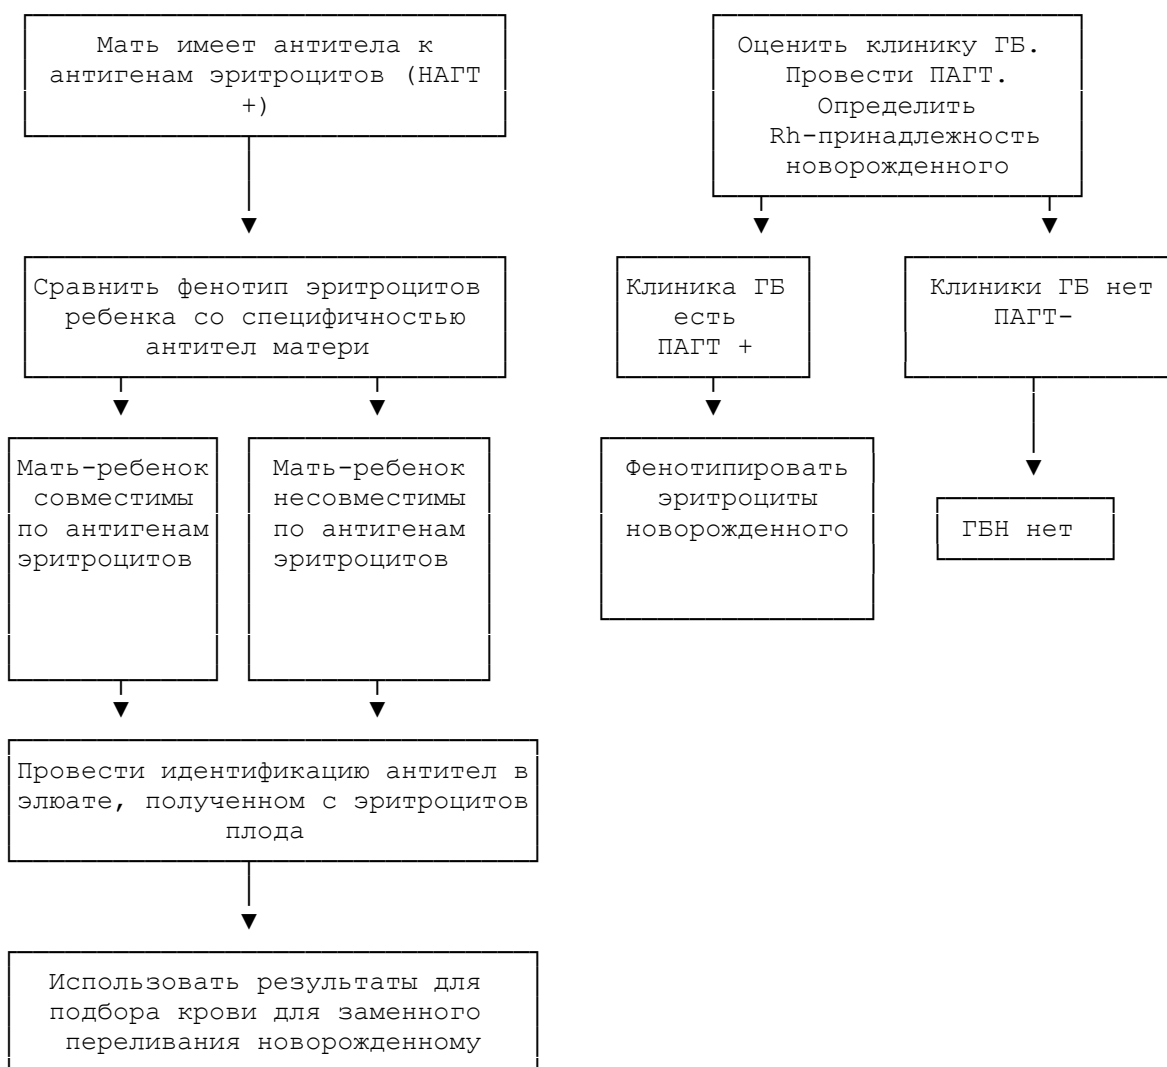 Мать имеет антитела к
антигенам эритроцитов (НАГТ
+)
Оценить клинику ГБ.
Провести ПАГТ.
Определить
Rh-принадлежность
новорожденного
Сравнить фенотип эритроцитов
ребенка со специфичностью
антител матери
Клиника ГБ
есть
ПАГТ +
Клиники ГБ нет
ПАГТ-
Мать-ребенок
совместимы
по антигенам
эритроцитов
Мать-ребенок
несовместимы
по антигенам
эритроцитов
Фенотипировать
эритроциты
новорожденного
ГБН нет
Провести идентификацию антител в
элюате, полученном с эритроцитов
плода
Использовать результаты для
подбора крови для заменного
переливания новорожденному